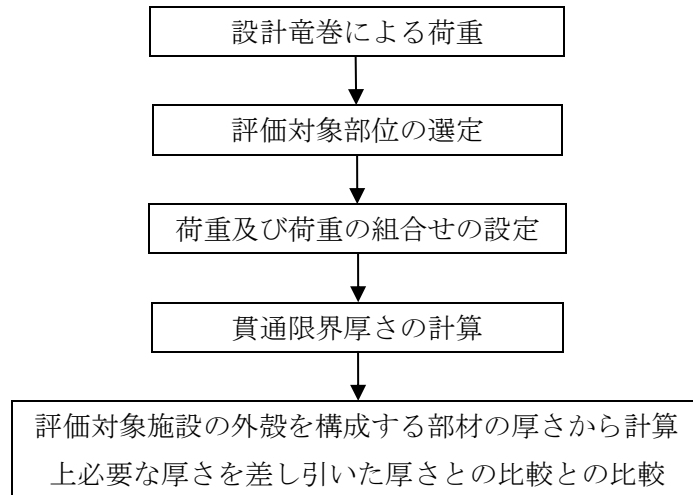 設計竜巻による荷重
評価対象部位の選定
荷重及び荷重の組合せの設定
貫通限界厚さの計算
評価対象施設の外殻を構成する部材の厚さから計算
上必要な厚さを差し引いた厚さとの比較との比較